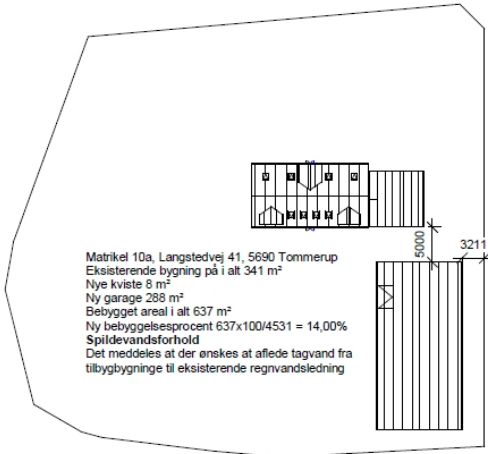 3211
5000
Matrikel 10a, Langstedvej 41, 5690 Tommerup
Eksisterende bygning på i alt 341 m²
Nye kviste 8 m²
Ny garage 288 m²
Bebygget areal i alt 637 m²
Ny bebyggelsesprocent 637x100/4531 = 14,00%
Spildevandsforhold
Det meddeles at der ønskes at aflede tagvand fra
tilbygbygninge til eksisterende regnvandsledning